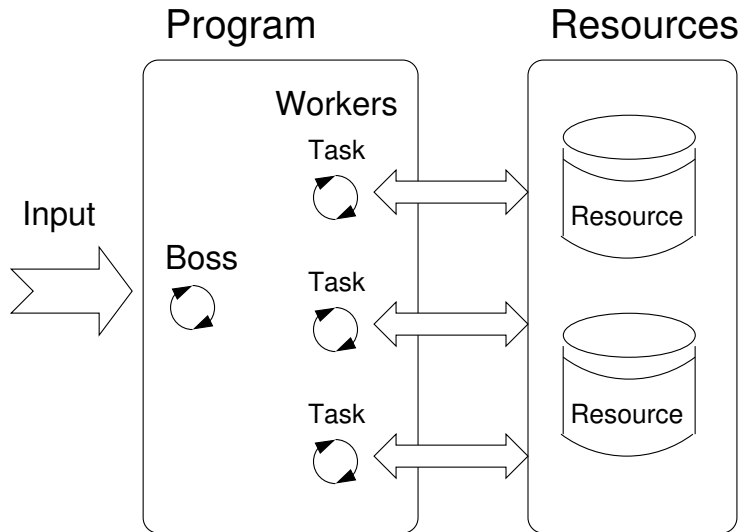 Program
Resources
Workers
Task
Resource
Input
Boss
Task
Task
Resource